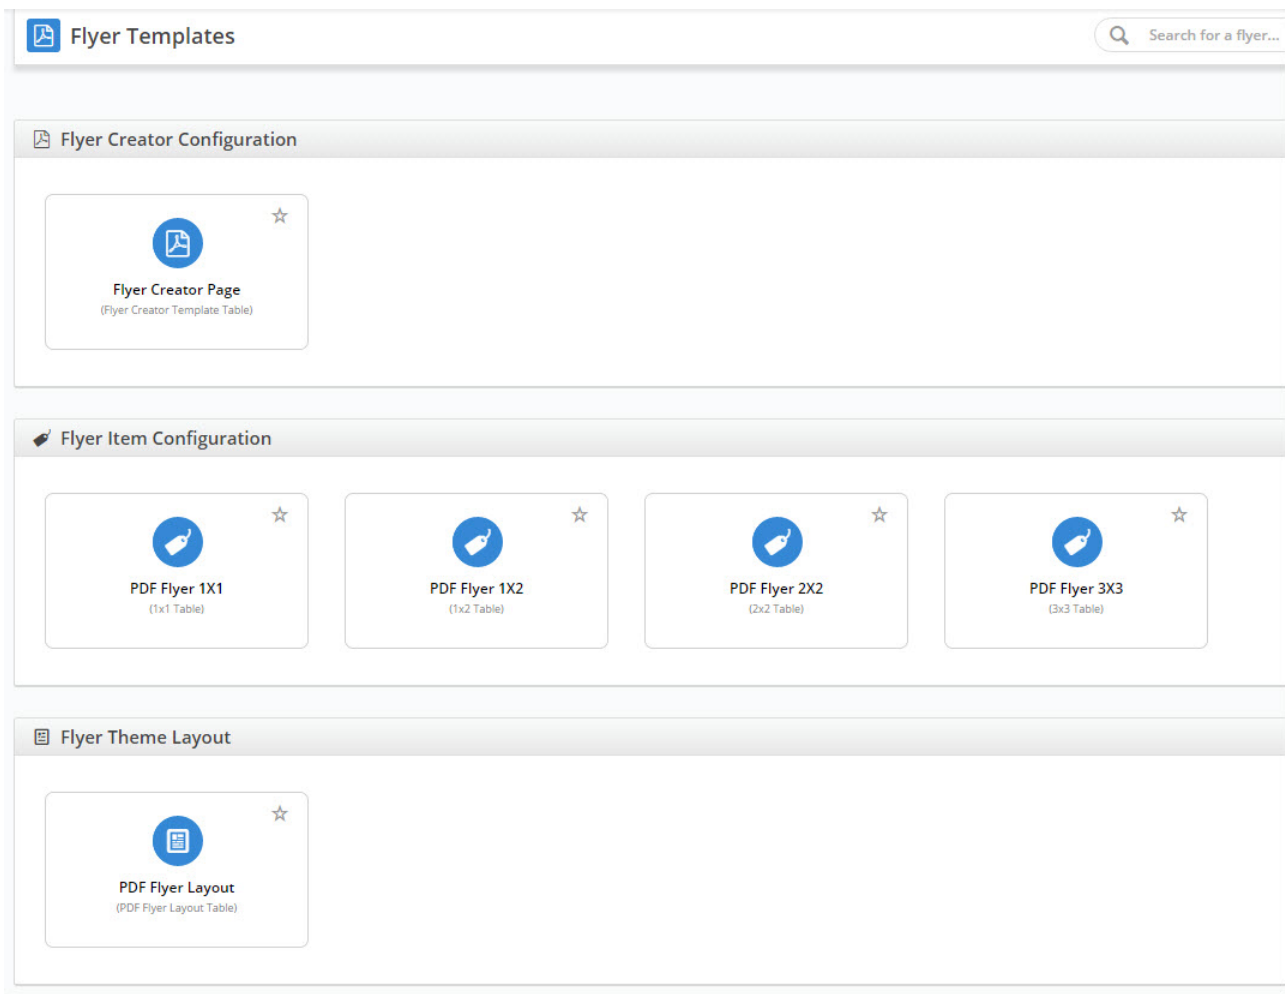 Flyer Templates
Search for a flyer...
Flyer Creator Configuration
Flyer Creator Page
(Flyer Creator Template Table)
Flyer Item Configuration
PDF Flyer 1X1
(1x1 Table)
PDF Flyer 1X2
(1x2 Table)
PDF Flyer 2X2
(2x2 Table)
PDF Flyer 3X3
(3x3 Table)
Flyer Theme Layout
PDF Flyer Layout
(PDF Flyer Layout Table)